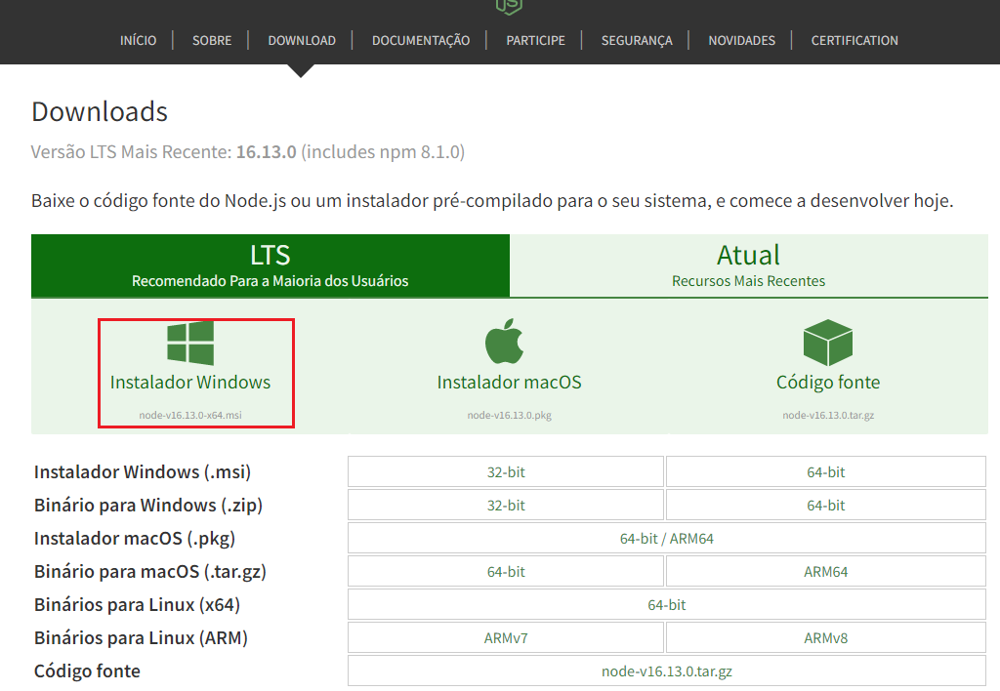 JS
INÍCIO | SOBRE | DOWNLOAD | DOCUMENTAÇÃO | PARTICIPE | SEGURANÇA | NOVIDADES | CERTIFICATION
Downloads
Versão LTS Mais Recente: 16.13.0 (includes npm 8.1.0)
Baixe o código fonte do Node.js ou um instalador pré-compilado para o seu sistema, e comece a desenvolver hoje.
LTS
Recomendado Para a Maioria dos Usuários
Atual
Recursos Mais Recentes
Instalador Windows
node-v16.13.0-x64.msi
Instalador macOS
node-v16.13.0.pkg
Código fonte
node-v16.13.0.tar.gz
Instalador Windows (.msi) 32-bit 64-bit
Binário para Windows (.zip) 32-bit 64-bit
Instalador macOS (.pkg) 64-bit / ARM64
Binário para macOS (.tar.gz) 64-bit ARM64
Binários para Linux (x64) 64-bit
Binários para Linux (ARM) ARMv7 ARMv8
Código fonte node-v16.13.0.tar.gz